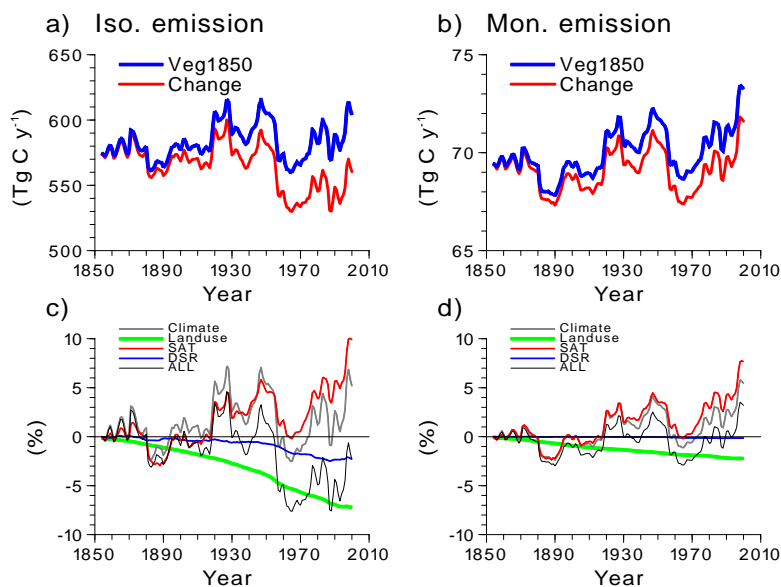 a) Iso. emission
650
600
550
500
(Tg C y⁻¹)
Veg1850
Change
1850 1890 1930 1970 2010
Year
b) Mon. emission
75
70
65
(Tg C y⁻¹)
Veg1850
Change
1850 1890 1930 1970 2010
Year
c)
10
5
0
-5
-10
(%)
Climate
Landuse
SAT
DSR
ALL
1850 1890 1930 1970 2010
Year
d)
10
5
0
-5
-10
(%)
Climate
Landuse
SAT
DSR
ALL
1850 1890 1930 1970 2010
Year